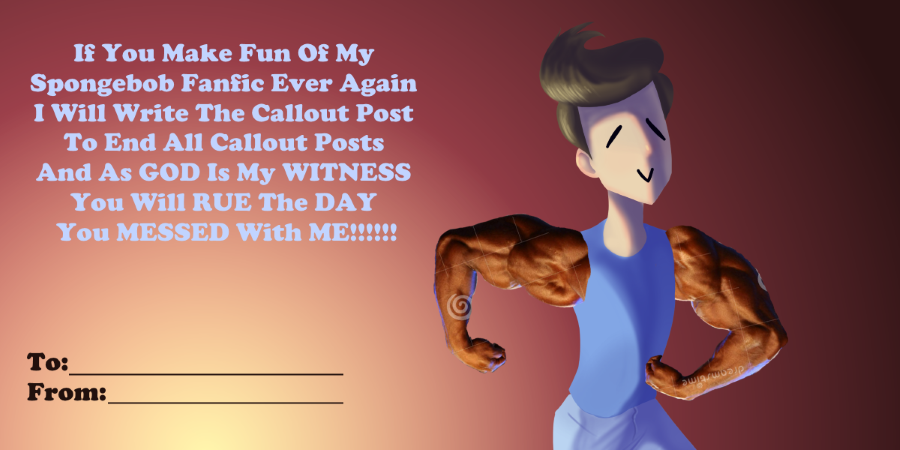 If You Make Fun Of My
Spongebob Fanfic Ever Again
I Will Write The Callout Post
To End All Callout Posts
And As GOD Is My WITNESS
You Will RUE The DAY
You MESSED With ME!!!!!!
To:
From:
dreamstime